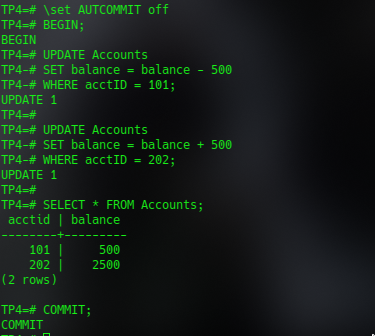 TP4=# \set AUTOCOMMIT off
TP4=# BEGIN;
BEGIN
TP4=# UPDATE Accounts
TP4-# SET balance = balance - 500
TP4-# WHERE acctID = 101;
UPDATE 1
TP4=#
TP4=# UPDATE Accounts
TP4-# SET balance = balance + 500
TP4-# WHERE acctID = 202;
UPDATE 1
TP4=#
TP4=# SELECT * FROM Accounts;
 acctid | balance
--------+---------
    101 |     500
    202 |    2500
(2 rows)

TP4=# COMMIT;
COMMIT